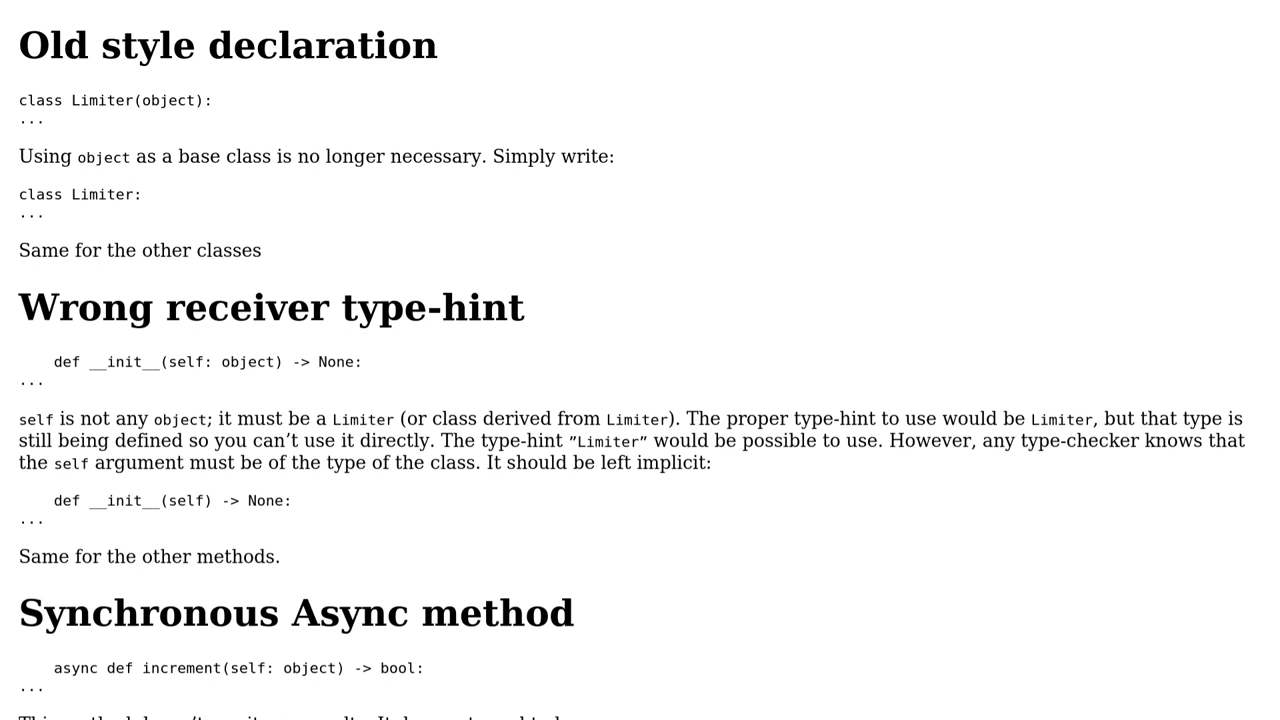 Old style declaration
class Limiter(object):
...
Using object as a base class is no longer necessary. Simply write:
class Limiter:
...
Same for the other classes
Wrong receiver type-hint
def __init__(self: object) -> None:
...
self is not any object; it must be a Limiter (or class derived from Limiter). The proper type-hint to use would be Limiter, but that type is
still being defined so you can’t use it directly. The type-hint ”Limiter” would be possible to use. However, any type-checker knows that
the self argument must be of the type of the class. It should be left implicit:
def __init__(self) -> None:
...
Same for the other methods.
Synchronous Async method
async def increment(self: object) -> bool:
...